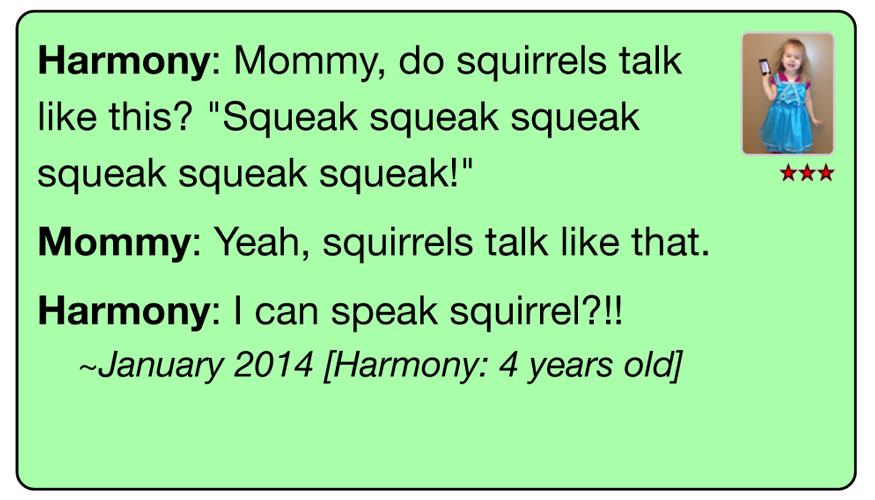 Harmony: Mommy, do squirrels talk
like this? "Squeak squeak squeak
squeak squeak squeak!"
Mommy: Yeah, squirrels talk like that.
Harmony: I can speak squirrel?!!
~January 2014 [Harmony: 4 years old]